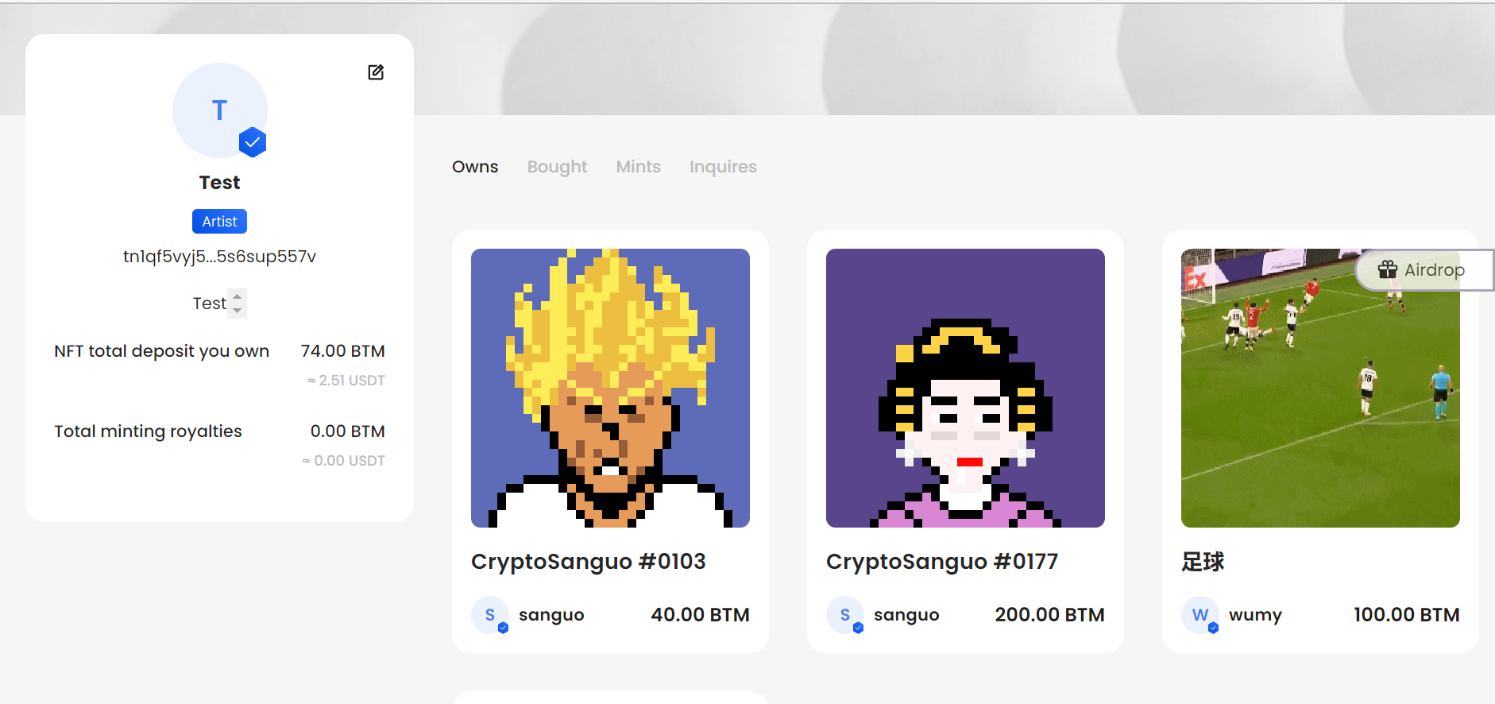 T
Test
Artist
tn1qf5vyj5...5s6sup557v
Test
NFT total deposit you own 74.00 BTM
≈ 2.51 USDT
Total minting royalties 0.00 BTM
≈ 0.00 USDT
Owns Bought Mints Inquires
CryptoSanguo #0103
S sanguo 40.00 BTM
CryptoSanguo #0177
S sanguo 200.00 BTM
Ex
Airdrop
18
足球
W wumy 100.00 BTM